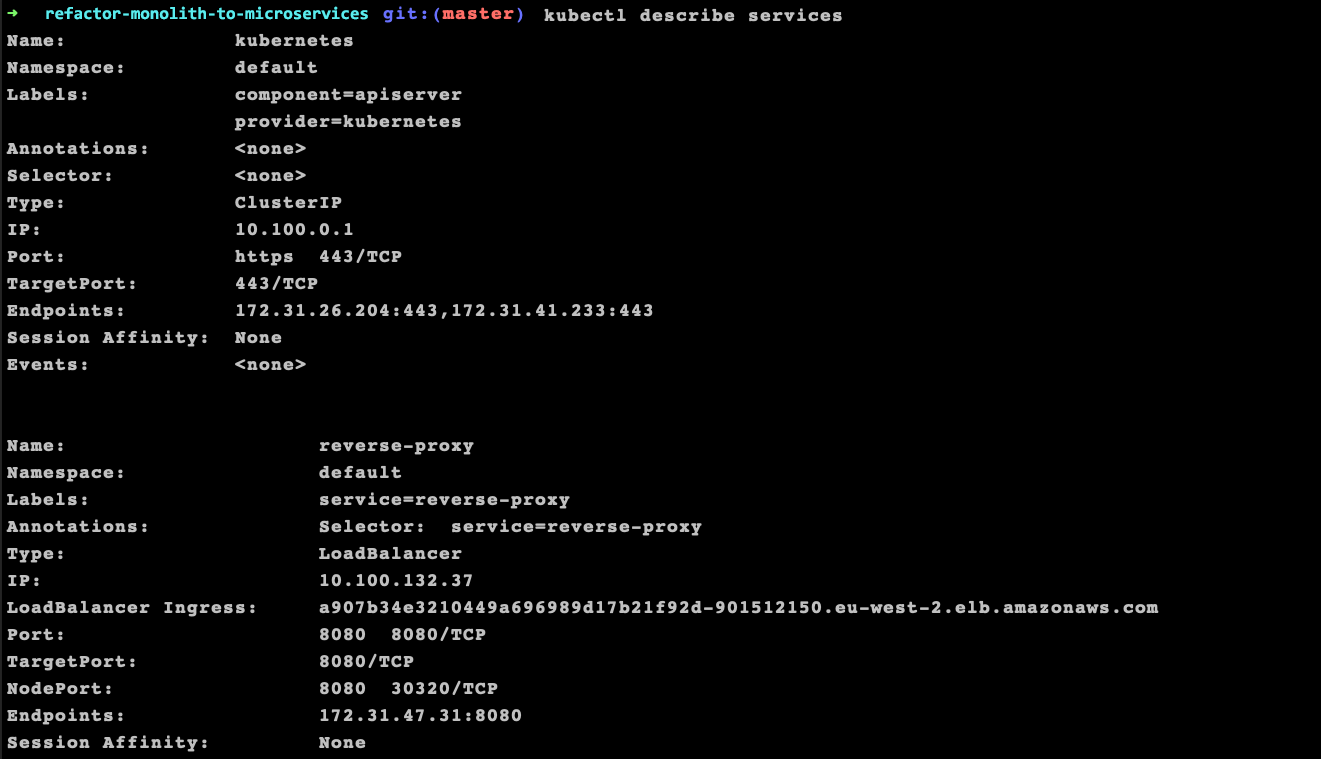 ➜ refactor-monolith-to-microservices git:(master) kubectl describe services
Name: kubernetes
Namespace: default
Labels: component=apiserver
provider=kubernetes
Annotations: <none>
Selector: <none>
Type: ClusterIP
IP: 10.100.0.1
Port: https 443/TCP
TargetPort: 443/TCP
Endpoints: 172.31.26.204:443,172.31.41.233:443
Session Affinity: None
Events: <none>
Name: reverse-proxy
Namespace: default
Labels: service=reverse-proxy
Annotations: Selector: service=reverse-proxy
Type: LoadBalancer
IP: 10.100.132.37
LoadBalancer Ingress: a907b34e3210449a696989d17b21f92d-901512150.eu-west-2.elb.amazonaws.com
Port: 8080 8080/TCP
TargetPort: 8080/TCP
NodePort: 8080 30320/TCP
Endpoints: 172.31.47.31:8080
Session Affinity: None